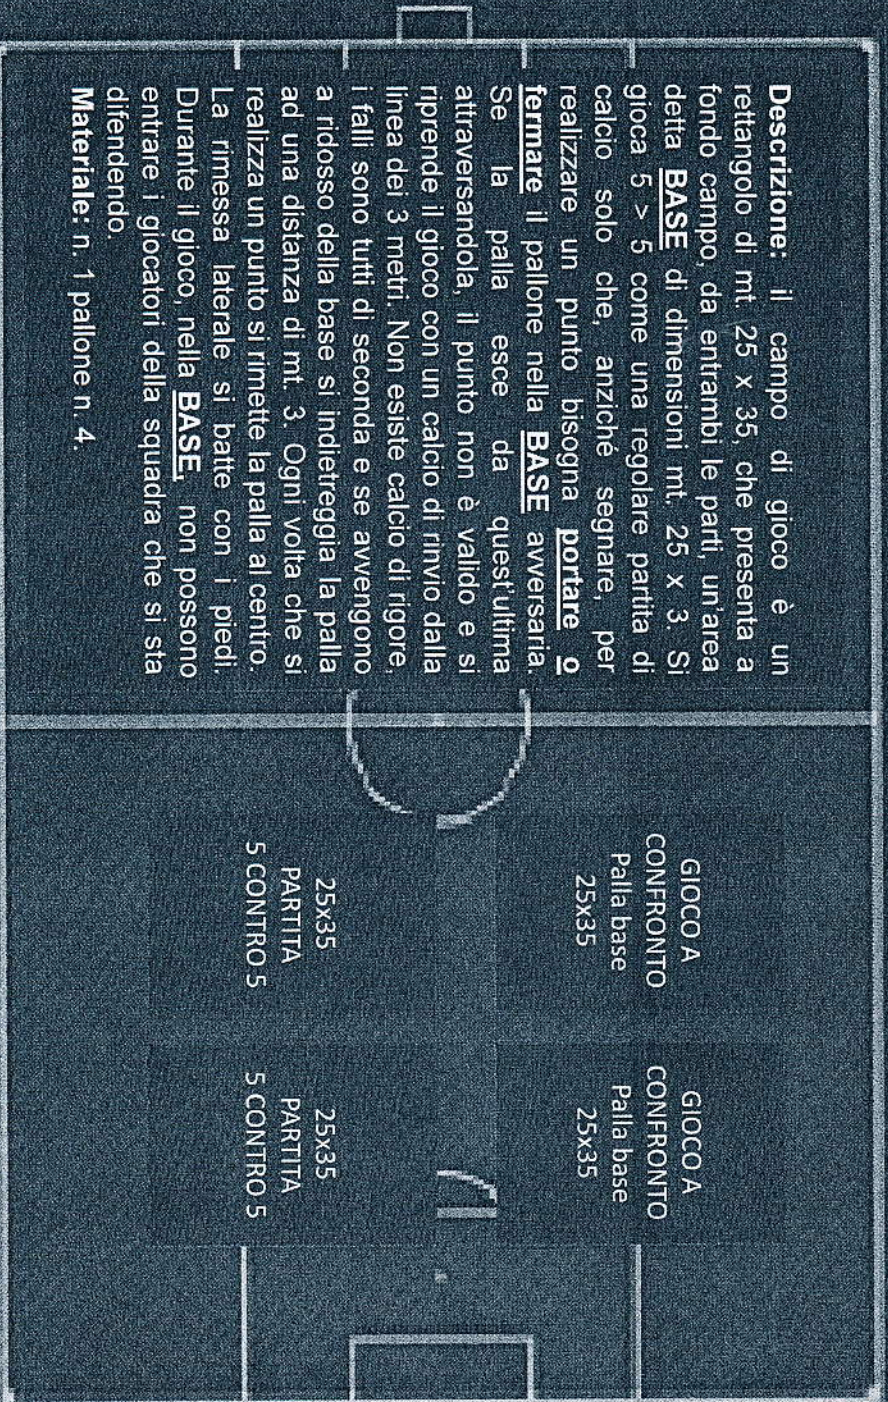 Descrizione: il campo di gioco è un
rettangolo di mt. 25 x 35, che presenta a
fondo campo, da entrambi le parti, un'area
detta BASE di dimensioni mt. 25 x 3. Si
gioca 5 > 5 come una regolare partita di
calcio solo che, anziché segnare, per
realizzare un punto bisogna portare o
fermare il pallone nella BASE avversaria.
Se la palla esce da quest'ultima
attraversandola, il punto non è valido e si
riprende il gioco con un calcio di rinvio dalla
linea dei 3 metri. Non esiste calcio di rigore,
i falli sono tutti di seconda e se avvengono
a ridosso della base si indietreggia la palla
ad una distanza di mt. 3. Ogni volta che si
realizza un punto si rimette la palla al centro.
La rimessa laterale si batte con i piedi.
Durante il gioco, nella BASE, non possono
entrare i giocatori della squadra che si sta
difendendo.
Materiale: n. 1 pallone n. 4.
GIOCO A
CONFRONTO
Palla base
25x35
GIOCO A
CONFRONTO
Palla base
25x35
25x35
PARTITA
5 CONTRO 5
25x35
PARTITA
5 CONTRO 5